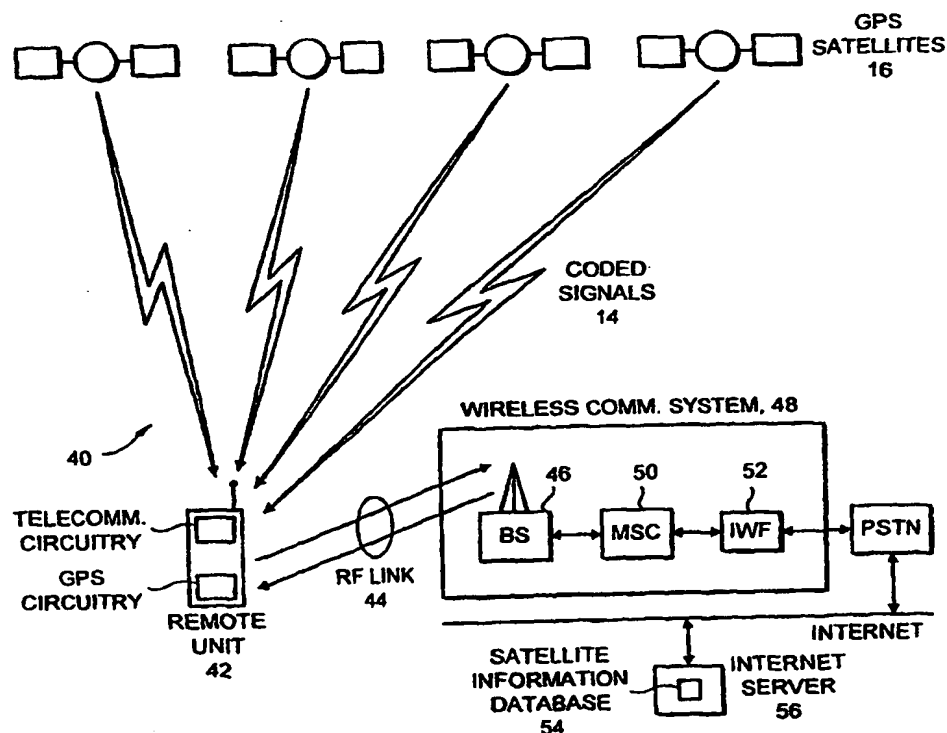 GPS
SATELLITES
16
CODED
SIGNALS
14
40
WIRELESS COMM. SYSTEM, 48
46
50
52
BS
MSC
IWF
PSTN
TELECOMM.
CIRCUITRY
GPS
CIRCUITRY
RF LINK
44
REMOTE
UNIT
42
INTERNET
SATELLITE
INFORMATION
DATABASE
54
INTERNET
SERVER
56